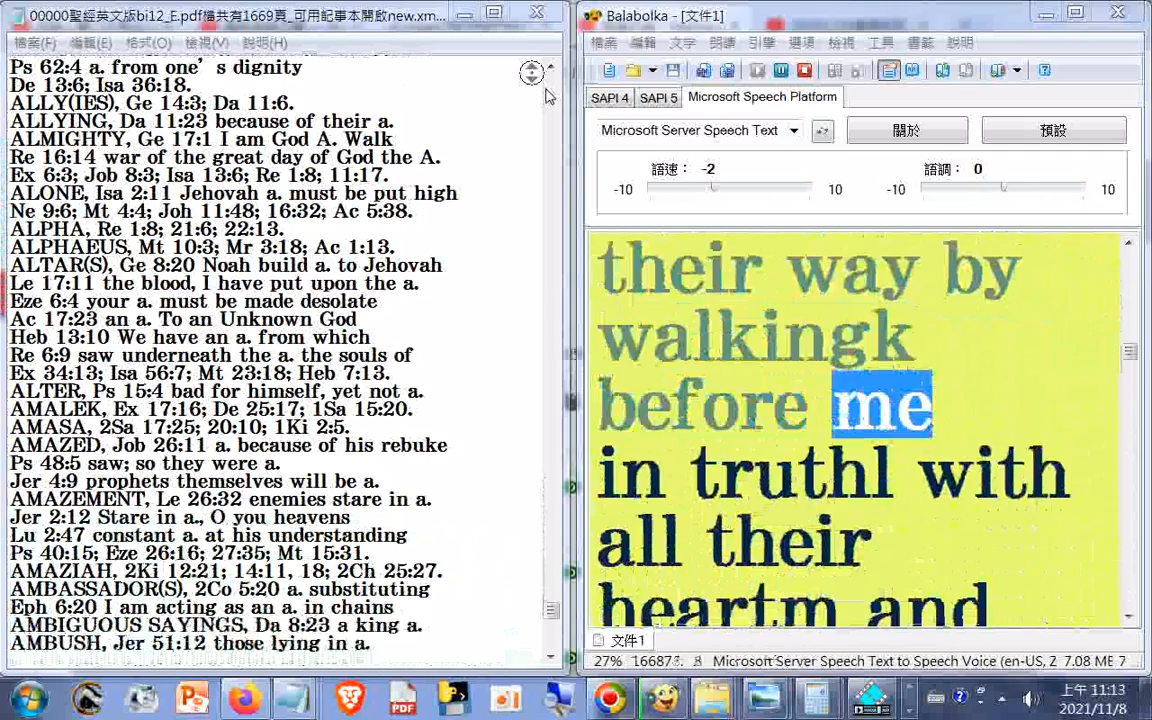 00000聖經英文版bi12_E.pdf檔共有1669頁_可用記事本開啟new.xm...
檔案(F) 編輯(E) 格式(O) 檢視(V) 說明(H)
Ps 62:4 a. from one’s dignity
De 13:6; Isa 36:18.
ALLY(IES), Ge 14:3; Da 11:6.
ALLYING, Da 11:23 because of their a.
ALMIGHTY, Ge 17:1 I am God A. Walk
Re 16:14 war of the great day of God the A.
Ex 6:3; Job 8:3; Isa 13:6; Re 1:8; 11:17.
ALONE, Isa 2:11 Jehovah a. must be put high
Ne 9:6; Mt 4:4; Joh 11:48; 16:32; Ac 5:38.
ALPHA, Re 1:8; 21:6; 22:13.
ALPHAEUS, Mt 10:3; Mr 3:18; Ac 1:13.
ALTAR(S), Ge 8:20 Noah build a. to Jehovah
Le 17:11 the blood, I have put upon the a.
Eze 6:4 your a. must be made desolate
Ac 17:23 an a. To an Unknown God
Heb 13:10 We have an a. from which
Re 6:9 saw underneath the a. the souls of
Ex 34:13; Isa 56:7; Mt 23:18; Heb 7:13.
ALTER, Ps 15:4 bad for himself, yet not a.
AMALEK, Ex 17:16; De 25:17; 1Sa 15:20.
AMASA, 2Sa 17:25; 20:10; 1Ki 2:5.
AMAZED, Job 26:11 a. because of his rebuke
Ps 48:5 saw; so they were a.
Jer 4:9 prophets themselves will be a.
AMAZEMENT, Le 26:32 enemies stare in a.
Jer 2:12 Stare in a., O you heavens
Lu 2:47 constant a. at his understanding
Ps 40:15; Eze 26:16; 27:35; Mt 15:31.
AMAZIAH, 2Ki 12:21; 14:11, 18; 2Ch 25:27.
AMBASSADOR(S), 2Co 5:20 a. substituting
Eph 6:20 I am acting as an a. in chains
AMBIGUOUS SAYINGS, Da 8:23 a king a.
AMBUSH, Jer 51:12 those lying in a.
Balabolka - [文件1]
檔案 編輯 文字 朗讀 引擎 選項 檢視 工具 書籤 說明
SAPI 4 SAPI 5 Microsoft Speech Platform
Microsoft Server Speech Text 關於 預設
語速： -2 語調： 0
-10 10 -10 10
their way by
walkingk
before me
in truthl with
all their
heartm and
文件1
27% Microsoft Server Speech Text to Speech Voice (en-US, 2 7.08 ME 7
PDF
上午 11:13
2021/11/8